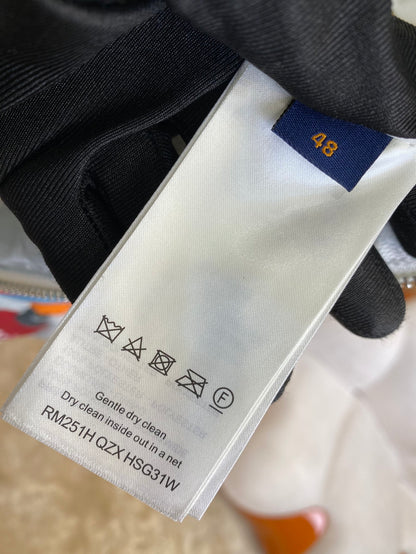 48
F
Gentle dry clean
Dry clean inside out in a net
RM251H QZX HSG31W